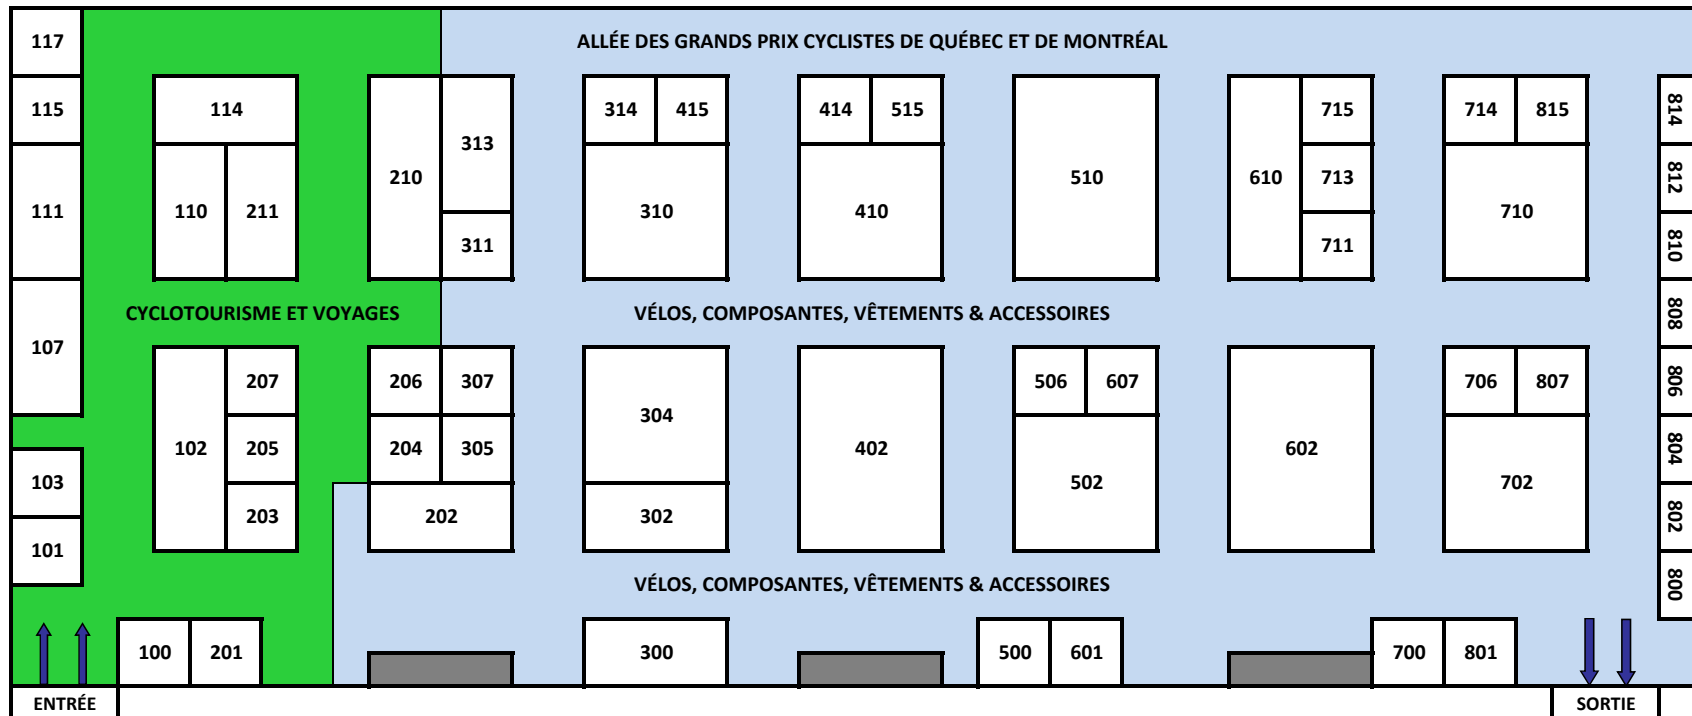 117
ALLÉE DES GRANDS PRIX CYCLISTES DE QUÉBEC ET DE MONTRÉAL
115 114 314 415 414 515 715 714 815 814
313
111 110 211 210 310 410 510 610 713 710 812
311 711 810
CYCLOTOURISME ET VOYAGES VÉLOS, COMPOSANTES, VÊTEMENTS & ACCESSOIRES 808
107
207 206 307 506 607 706 807 806
304
102 205 204 305 402 602 804
103 502 702
203 202 302 802
101
VÉLOS, COMPOSANTES, VÊTEMENTS & ACCESSOIRES 800
100 201 300 500 601 700 801
ENTRÉE SORTIE